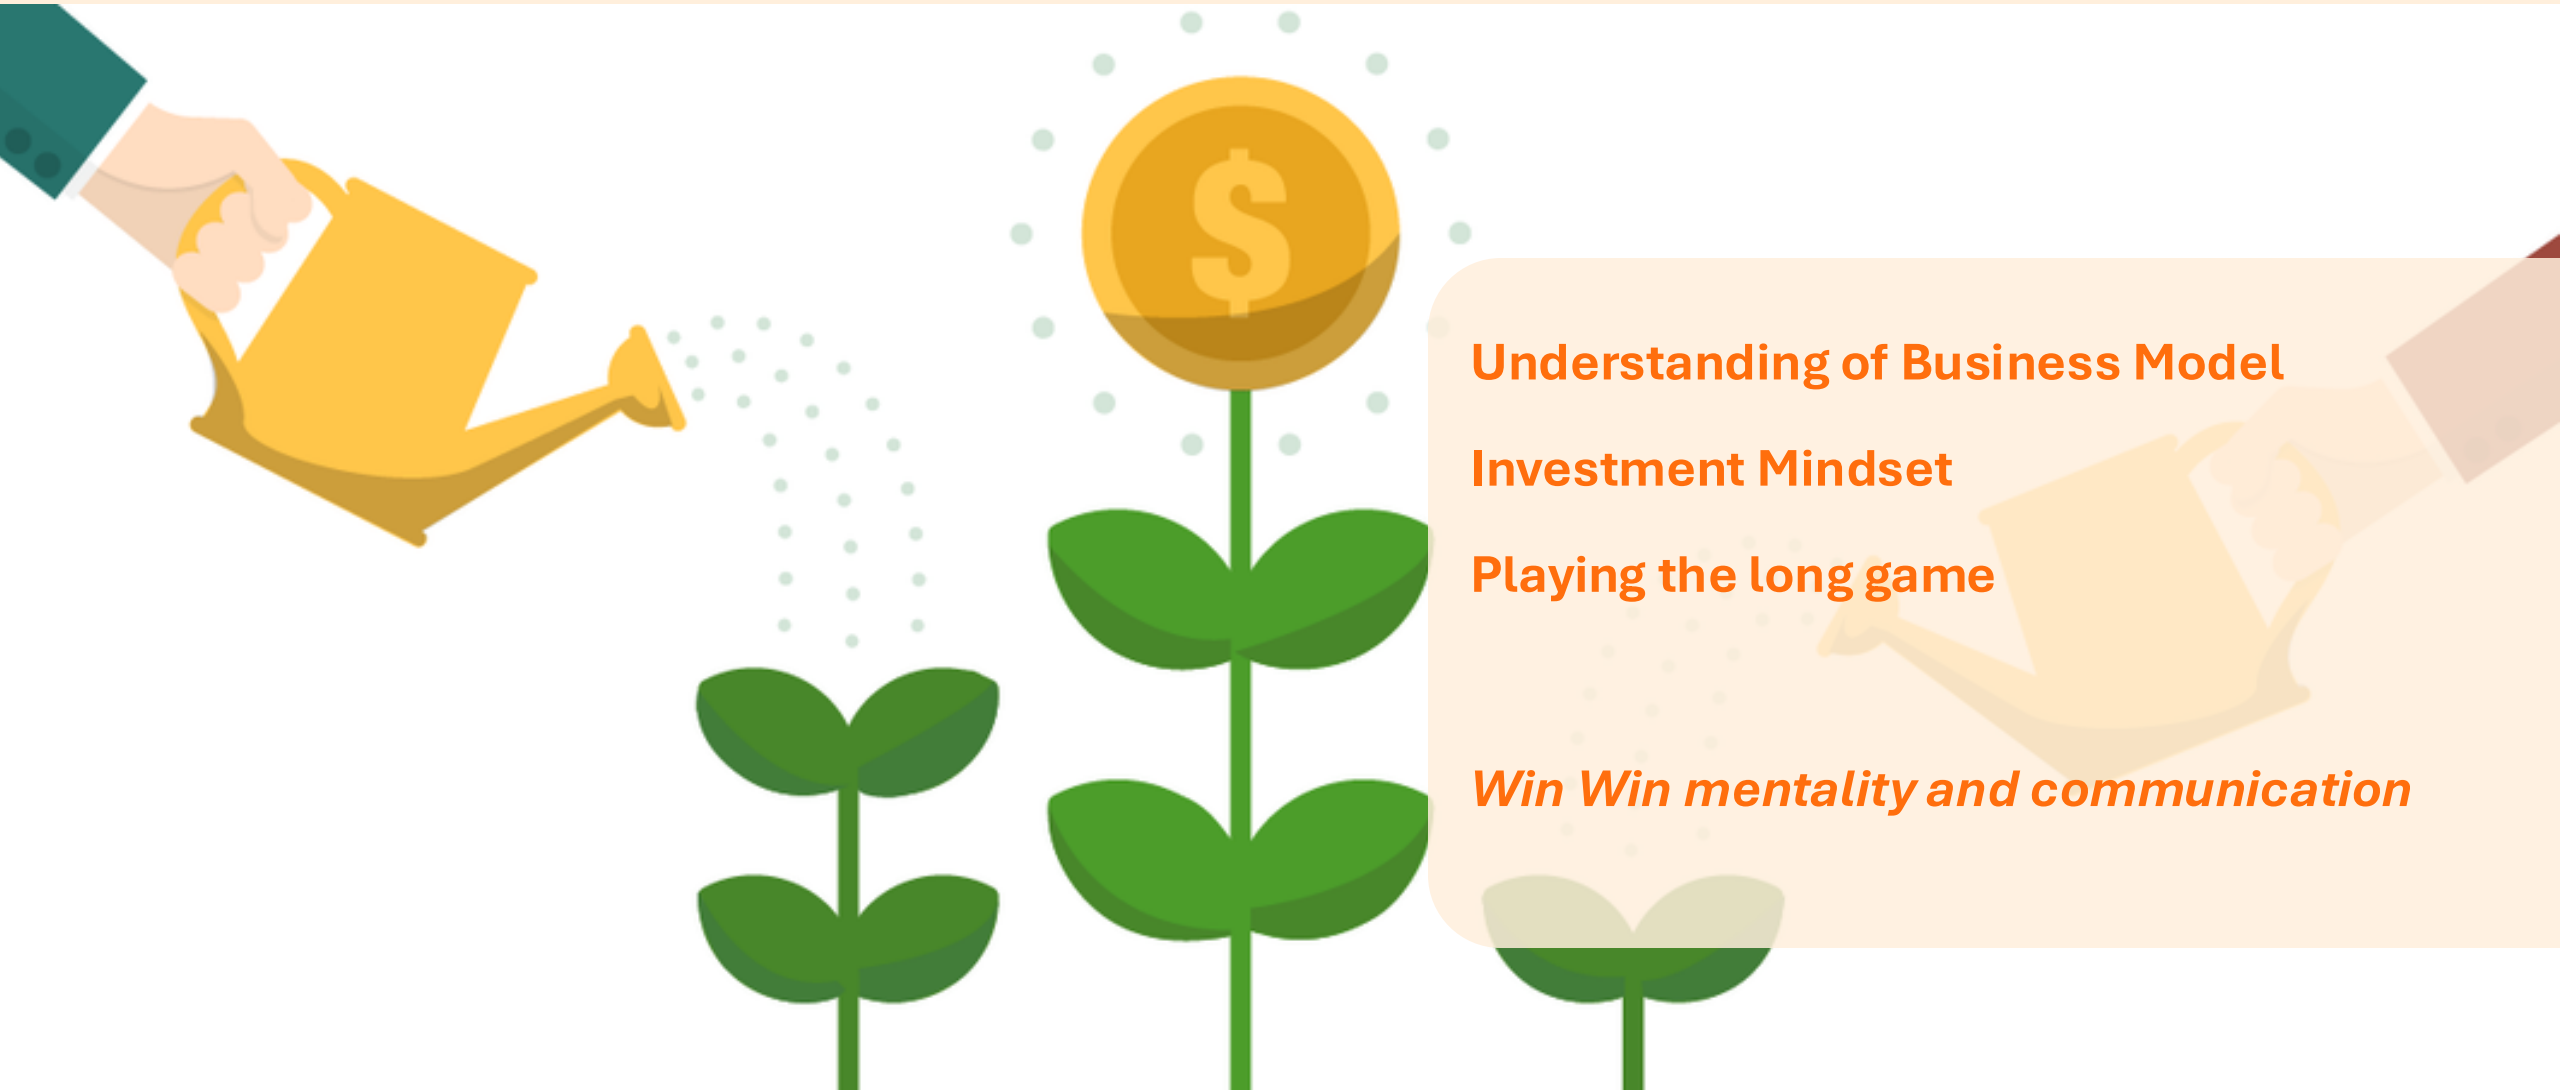 $
Understanding of Business Model
Investment Mindset
Playing the long game
Win Win mentality and communication